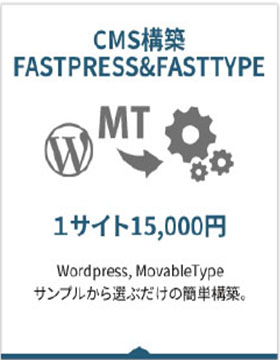 CMS構築
FASTPRESS&FASTTYPE
MT
1サイト15,000円
Wordpress, MovableType
サンプルから選ぶだけの簡単構築。